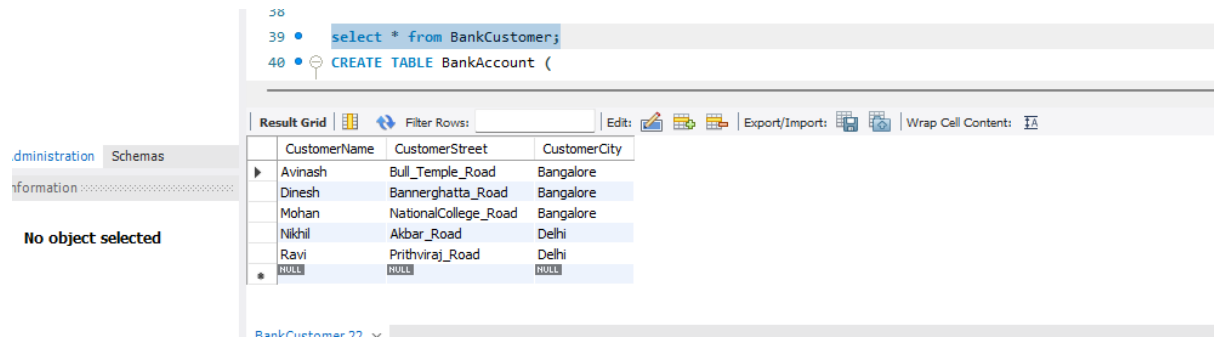 38
39 select * from BankCustomer;
40 CREATE TABLE BankAccount (
Result Grid Filter Rows: Edit: Export/Import: Wrap Cell Content:
CustomerName CustomerStreet CustomerCity
Avinash Bull_Temple_Road Bangalore
Dinesh Bannerghatta_Road Bangalore
Mohan NationalCollege_Road Bangalore
Nikhil Akbar_Road Delhi
Ravi Prithviraj_Road Delhi
NULL NULL NULL
dministration Schemas
nformation
No object selected
BankCustomer 22